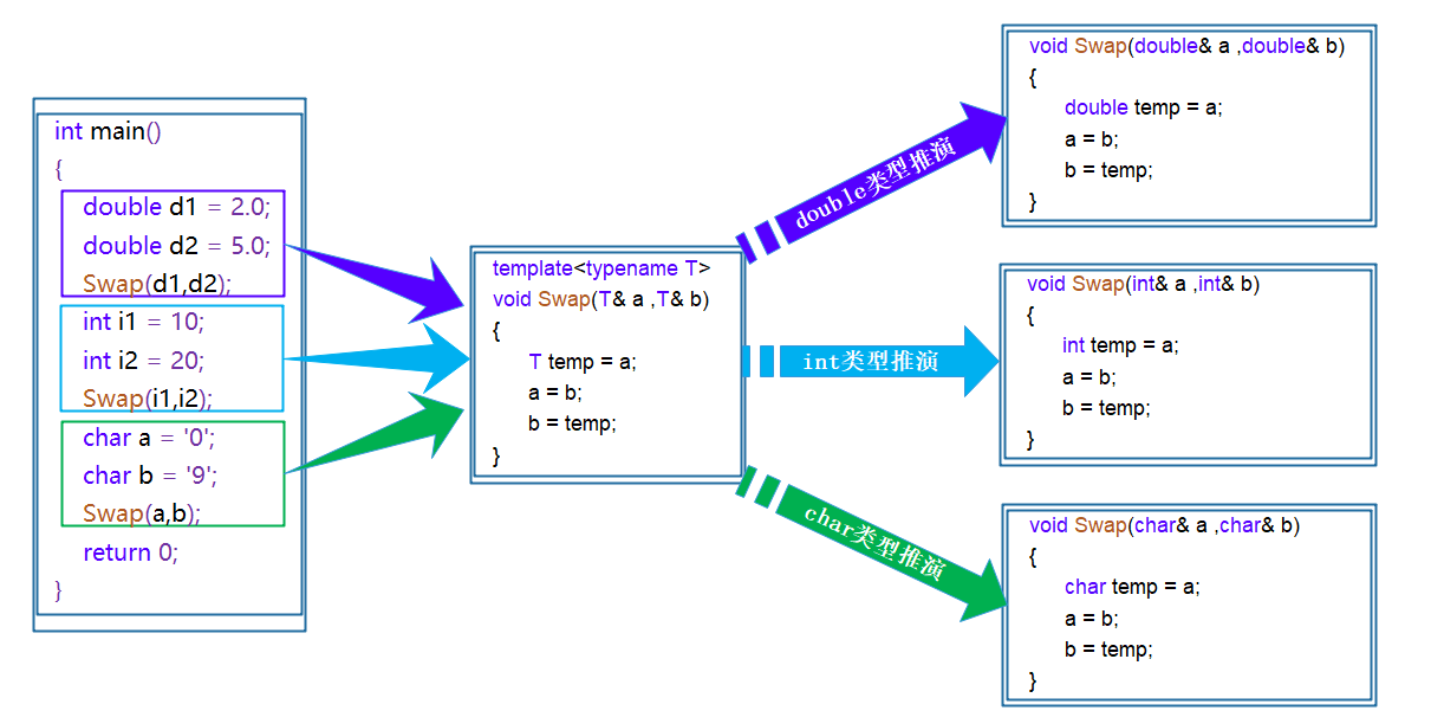 int main()
{
double d1 = 2.0;
double d2 = 5.0;
Swap(d1,d2);
int i1 = 10;
int i2 = 20;
Swap(i1,i2);
char a = '0';
char b = '9';
Swap(a,b);
return 0;
}
template<typename T>
void Swap(T& a ,T& b)
{
T temp = a;
a = b;
b = temp;
}
double类型推演
int类型推演
char类型推演
void Swap(double& a ,double& b)
{
double temp = a;
a = b;
b = temp;
}
void Swap(int& a ,int& b)
{
int temp = a;
a = b;
b = temp;
}
void Swap(char& a ,char& b)
{
char temp = a;
a = b;
b = temp;
}